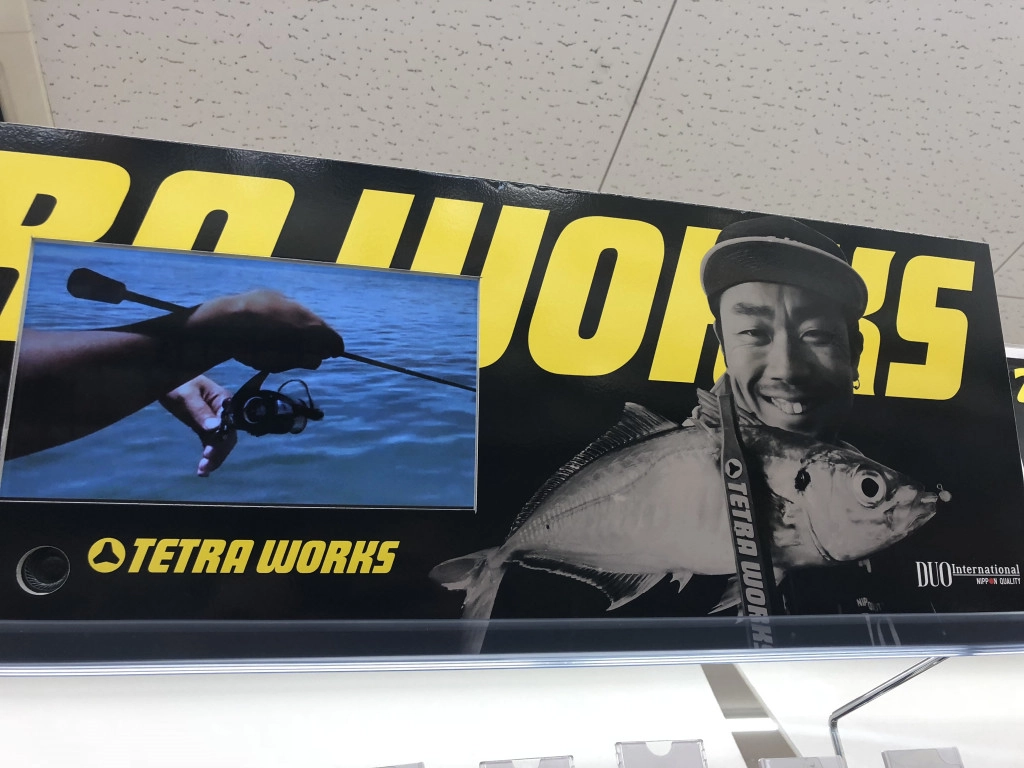 RA WORKS
TETRA WORKS
TETRA WORKS
DUO International
NIPPON QUALITY